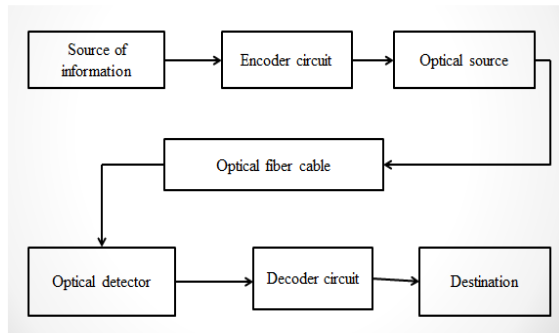 Source of
information
Encoder circuit
Optical source
Optical fiber cable
Optical detector
Decoder circuit
Destination